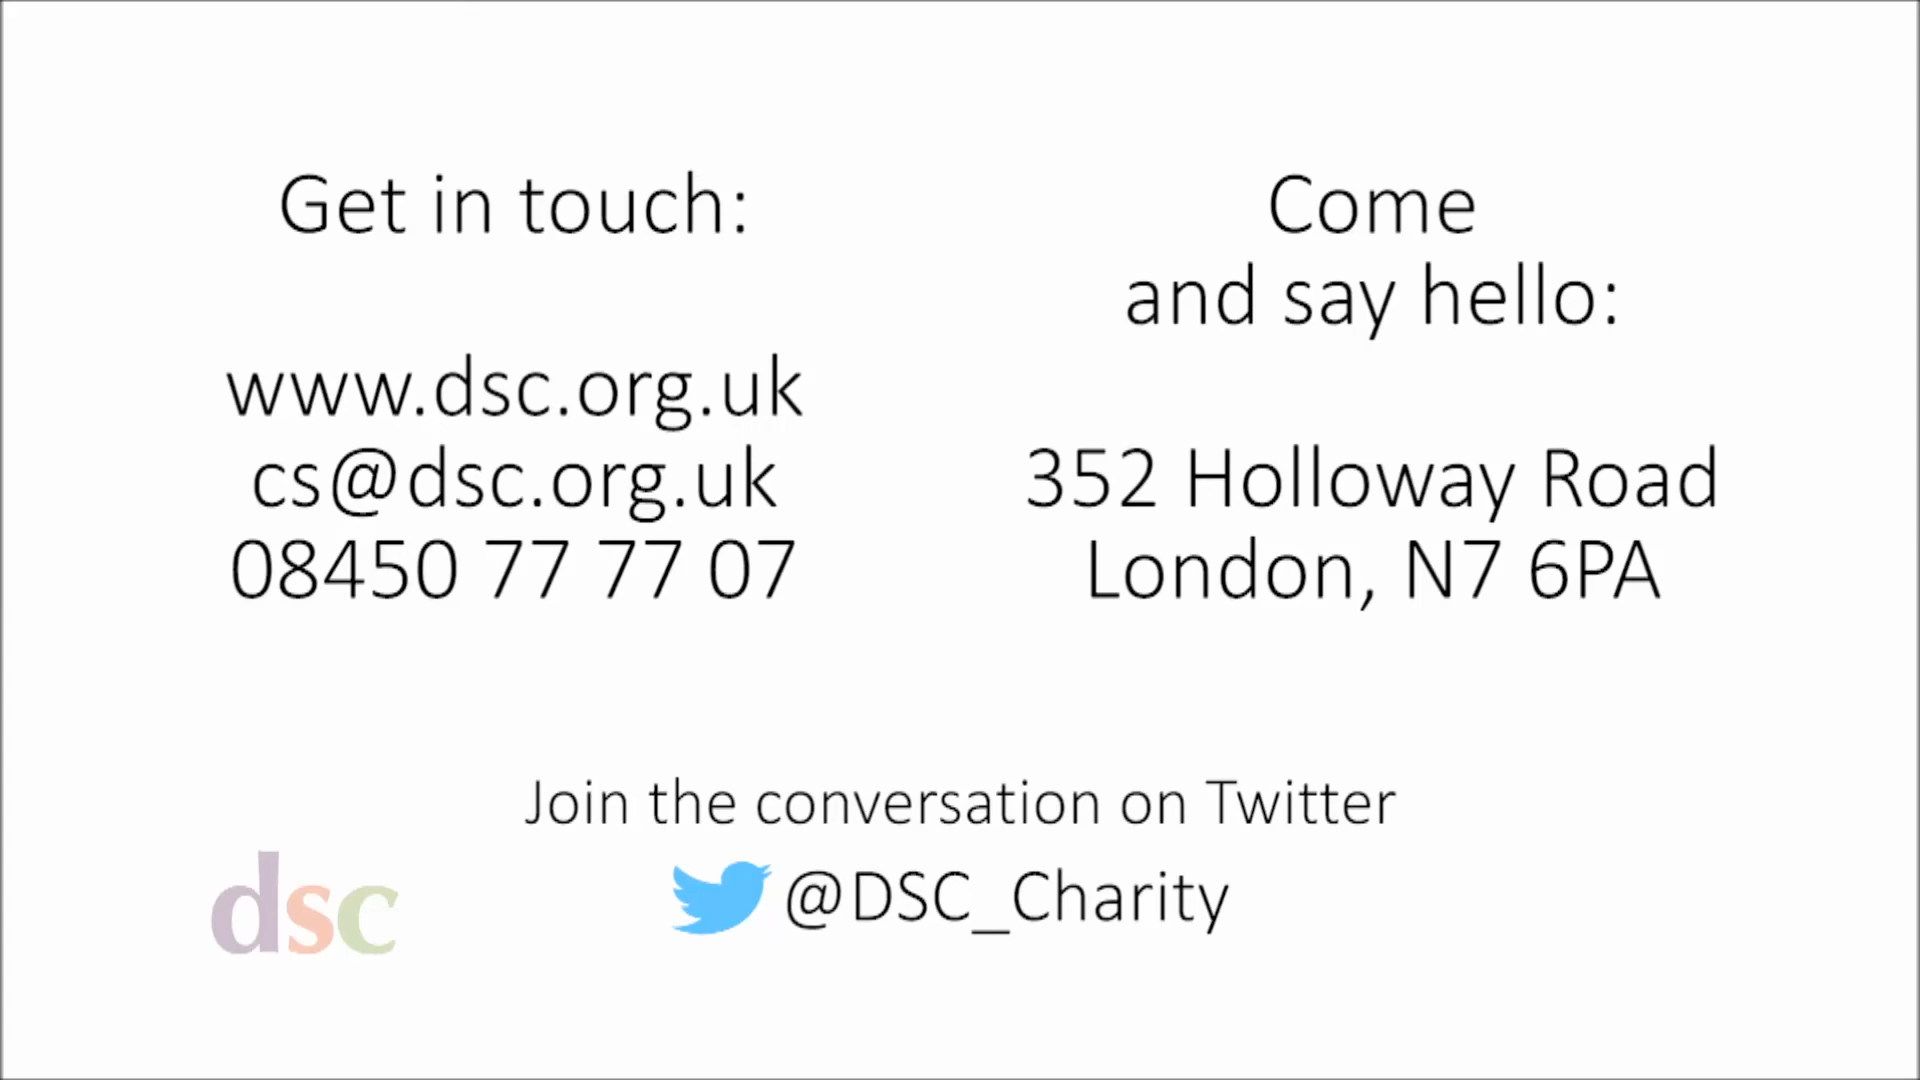 Get in touch:
www.dsc.org.uk
cs@dsc.org.uk
08450 77 77 07
Come
and say hello:
352 Holloway Road
London, N7 6PA
Join the conversation on Twitter
@DSC_Charity
dsc